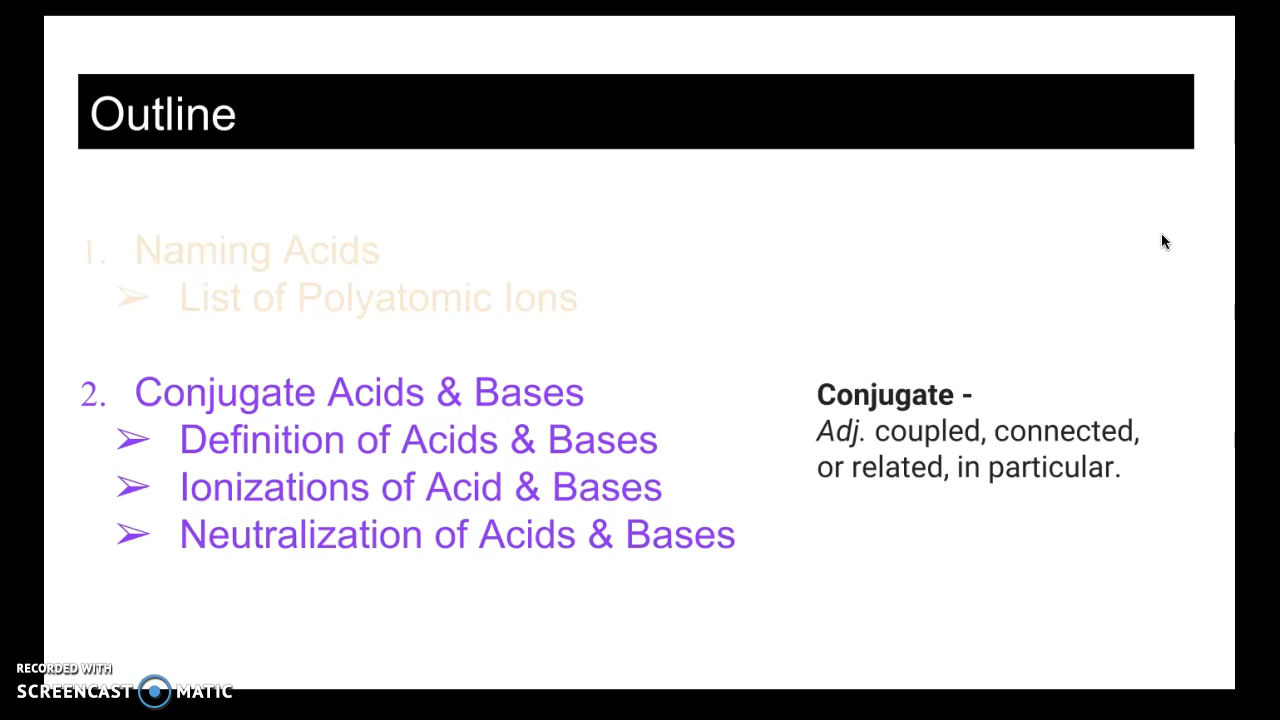 Outline
1. Naming Acids
➢ List of Polyatomic Ions
2. Conjugate Acids & Bases
➢ Definition of Acids & Bases
➢ Ionizations of Acid & Bases
➢ Neutralization of Acids & Bases
Conjugate -
Adj. coupled, connected,
or related, in particular.
RECORDED WITH
SCREENCAST MATIC